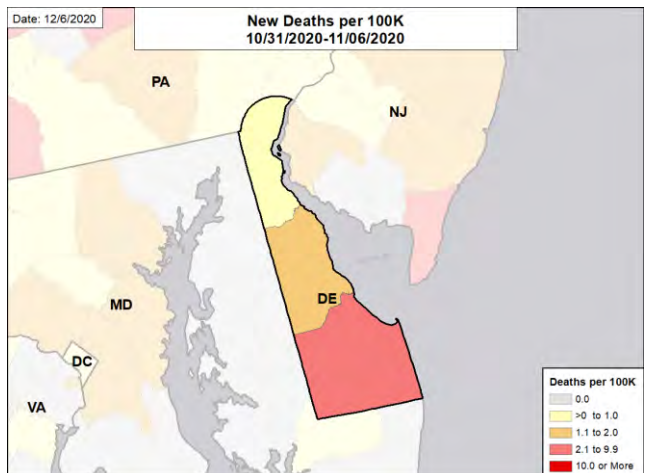 Date: 12/6/2020
New Deaths per 100K
10/31/2020-11/06/2020
PA
NJ
MD
DE
DC
VA
Deaths per 100K
0.0
>0 to 1.0
1.1 to 2.0
2.1 to 9.9
10.0 or More